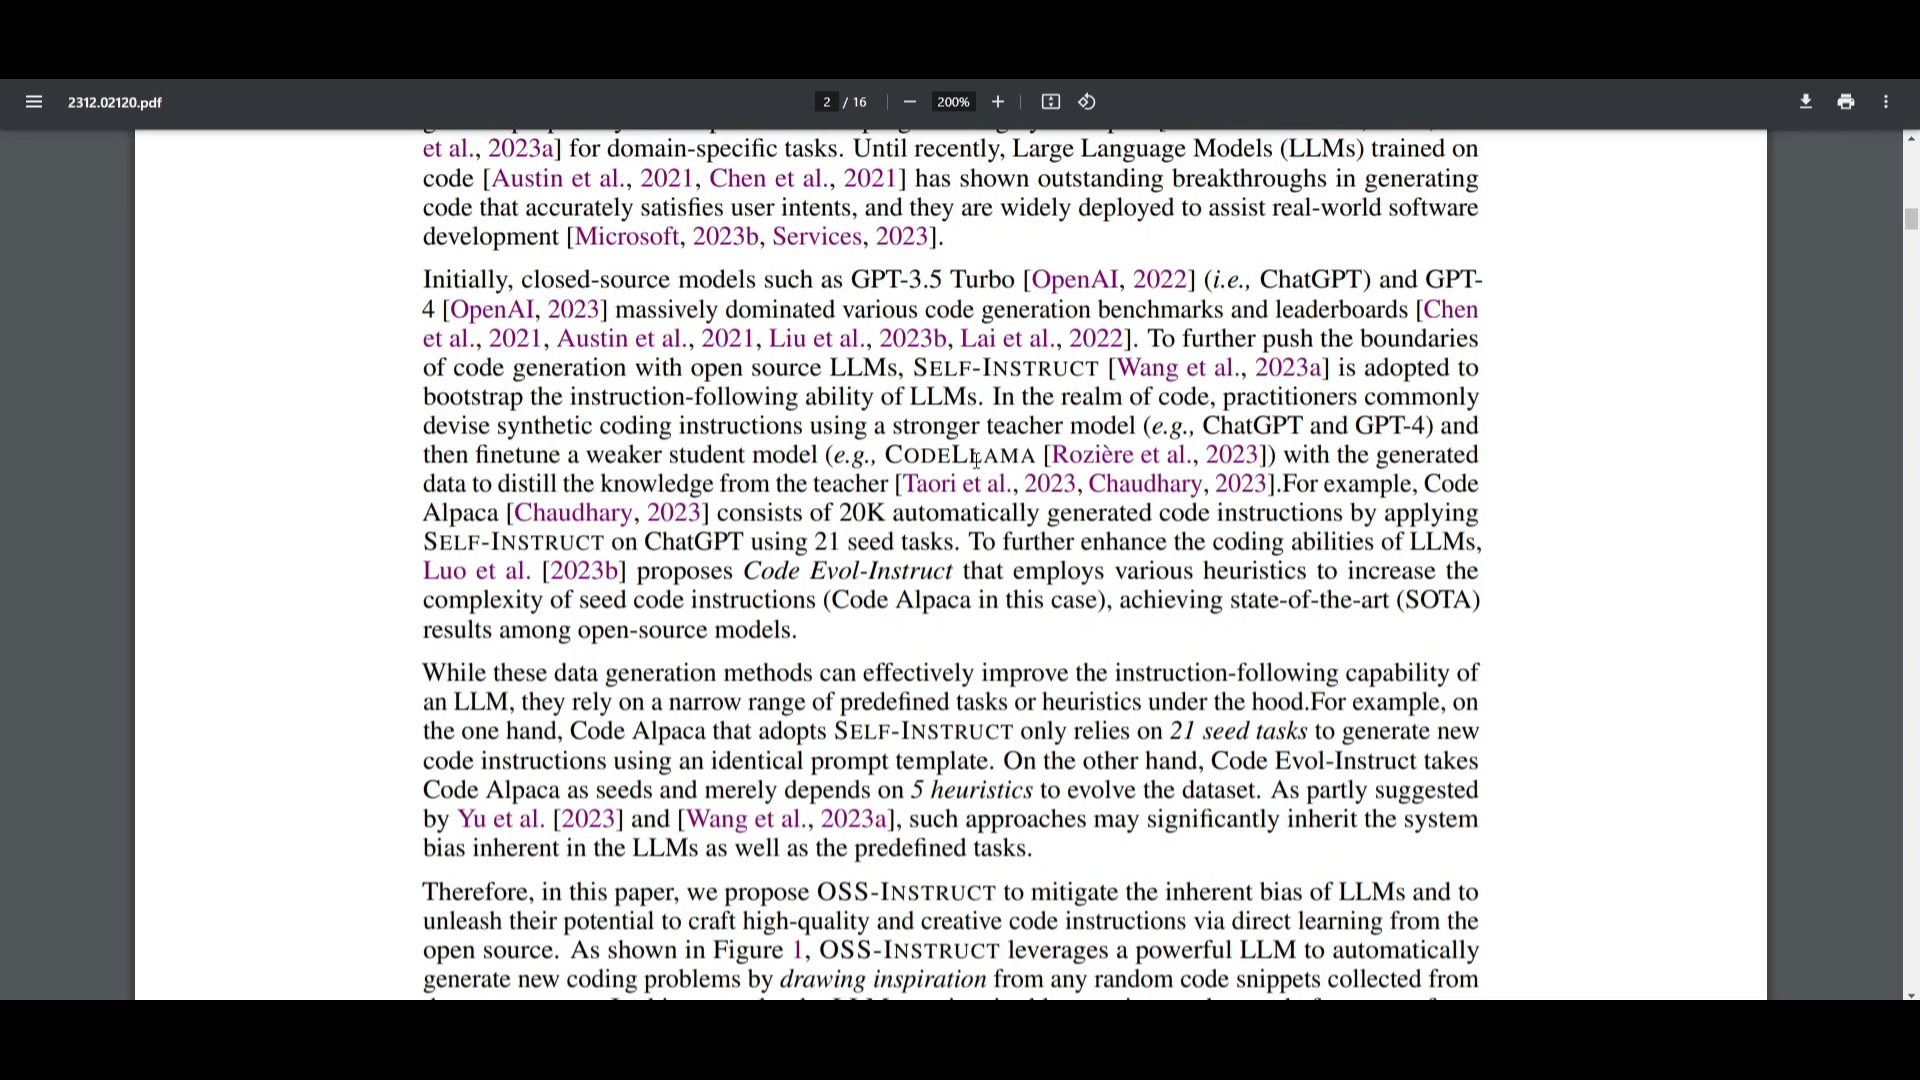 2312.02120.pdf
2 / 16
200%
et al., 2023a] for domain-specific tasks. Until recently, Large Language Models (LLMs) trained on
code [Austin et al., 2021, Chen et al., 2021] has shown outstanding breakthroughs in generating
code that accurately satisfies user intents, and they are widely deployed to assist real-world software
development [Microsoft, 2023b, Services, 2023].
Initially, closed-source models such as GPT-3.5 Turbo [OpenAI, 2022] (i.e., ChatGPT) and GPT-
4 [OpenAI, 2023] massively dominated various code generation benchmarks and leaderboards [Chen
et al., 2021, Austin et al., 2021, Liu et al., 2023b, Lai et al., 2022]. To further push the boundaries
of code generation with open source LLMs, SELF-INSTRUCT [Wang et al., 2023a] is adopted to
bootstrap the instruction-following ability of LLMs. In the realm of code, practitioners commonly
devise synthetic coding instructions using a stronger teacher model (e.g., ChatGPT and GPT-4) and
then finetune a weaker student model (e.g., CODELLAMA [Rozière et al., 2023]) with the generated
data to distill the knowledge from the teacher [Taori et al., 2023, Chaudhary, 2023].For example, Code
Alpaca [Chaudhary, 2023] consists of 20K automatically generated code instructions by applying
SELF-INSTRUCT on ChatGPT using 21 seed tasks. To further enhance the coding abilities of LLMs,
Luo et al. [2023b] proposes Code Evol-Instruct that employs various heuristics to increase the
complexity of seed code instructions (Code Alpaca in this case), achieving state-of-the-art (SOTA)
results among open-source models.
While these data generation methods can effectively improve the instruction-following capability of
an LLM, they rely on a narrow range of predefined tasks or heuristics under the hood.For example, on
the one hand, Code Alpaca that adopts SELF-INSTRUCT only relies on 21 seed tasks to generate new
code instructions using an identical prompt template. On the other hand, Code Evol-Instruct takes
Code Alpaca as seeds and merely depends on 5 heuristics to evolve the dataset. As partly suggested
by Yu et al. [2023] and [Wang et al., 2023a], such approaches may significantly inherit the system
bias inherent in the LLMs as well as the predefined tasks.
Therefore, in this paper, we propose OSS-INSTRUCT to mitigate the inherent bias of LLMs and to
unleash their potential to craft high-quality and creative code instructions via direct learning from the
open source. As shown in Figure 1, OSS-INSTRUCT leverages a powerful LLM to automatically
generate new coding problems by drawing inspiration from any random code snippets collected from